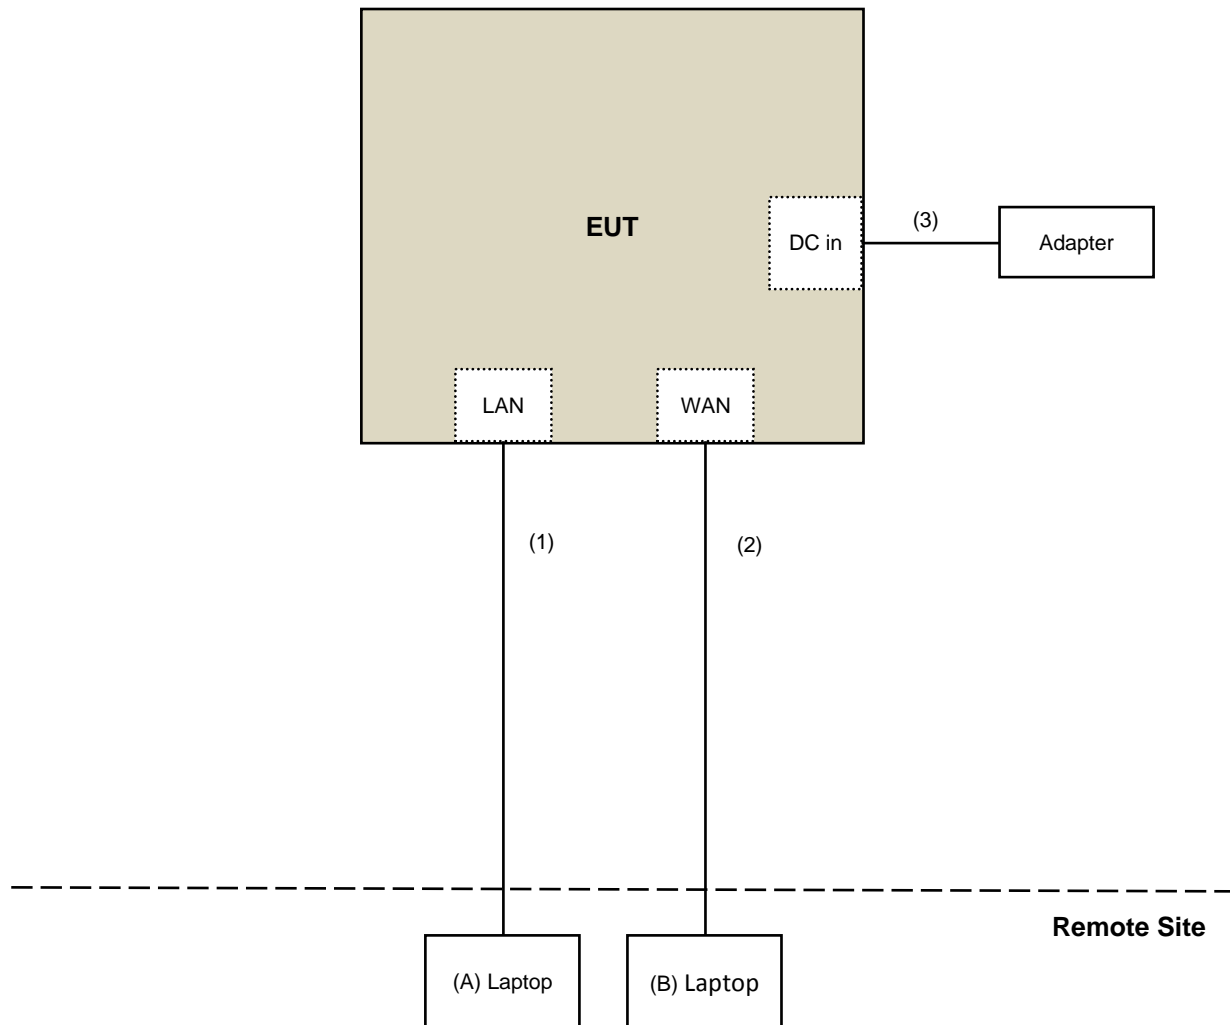 EUT
DC in
(3)
Adapter
LAN
WAN
(1)
(2)
Remote Site
(A) Laptop
(B) Laptop